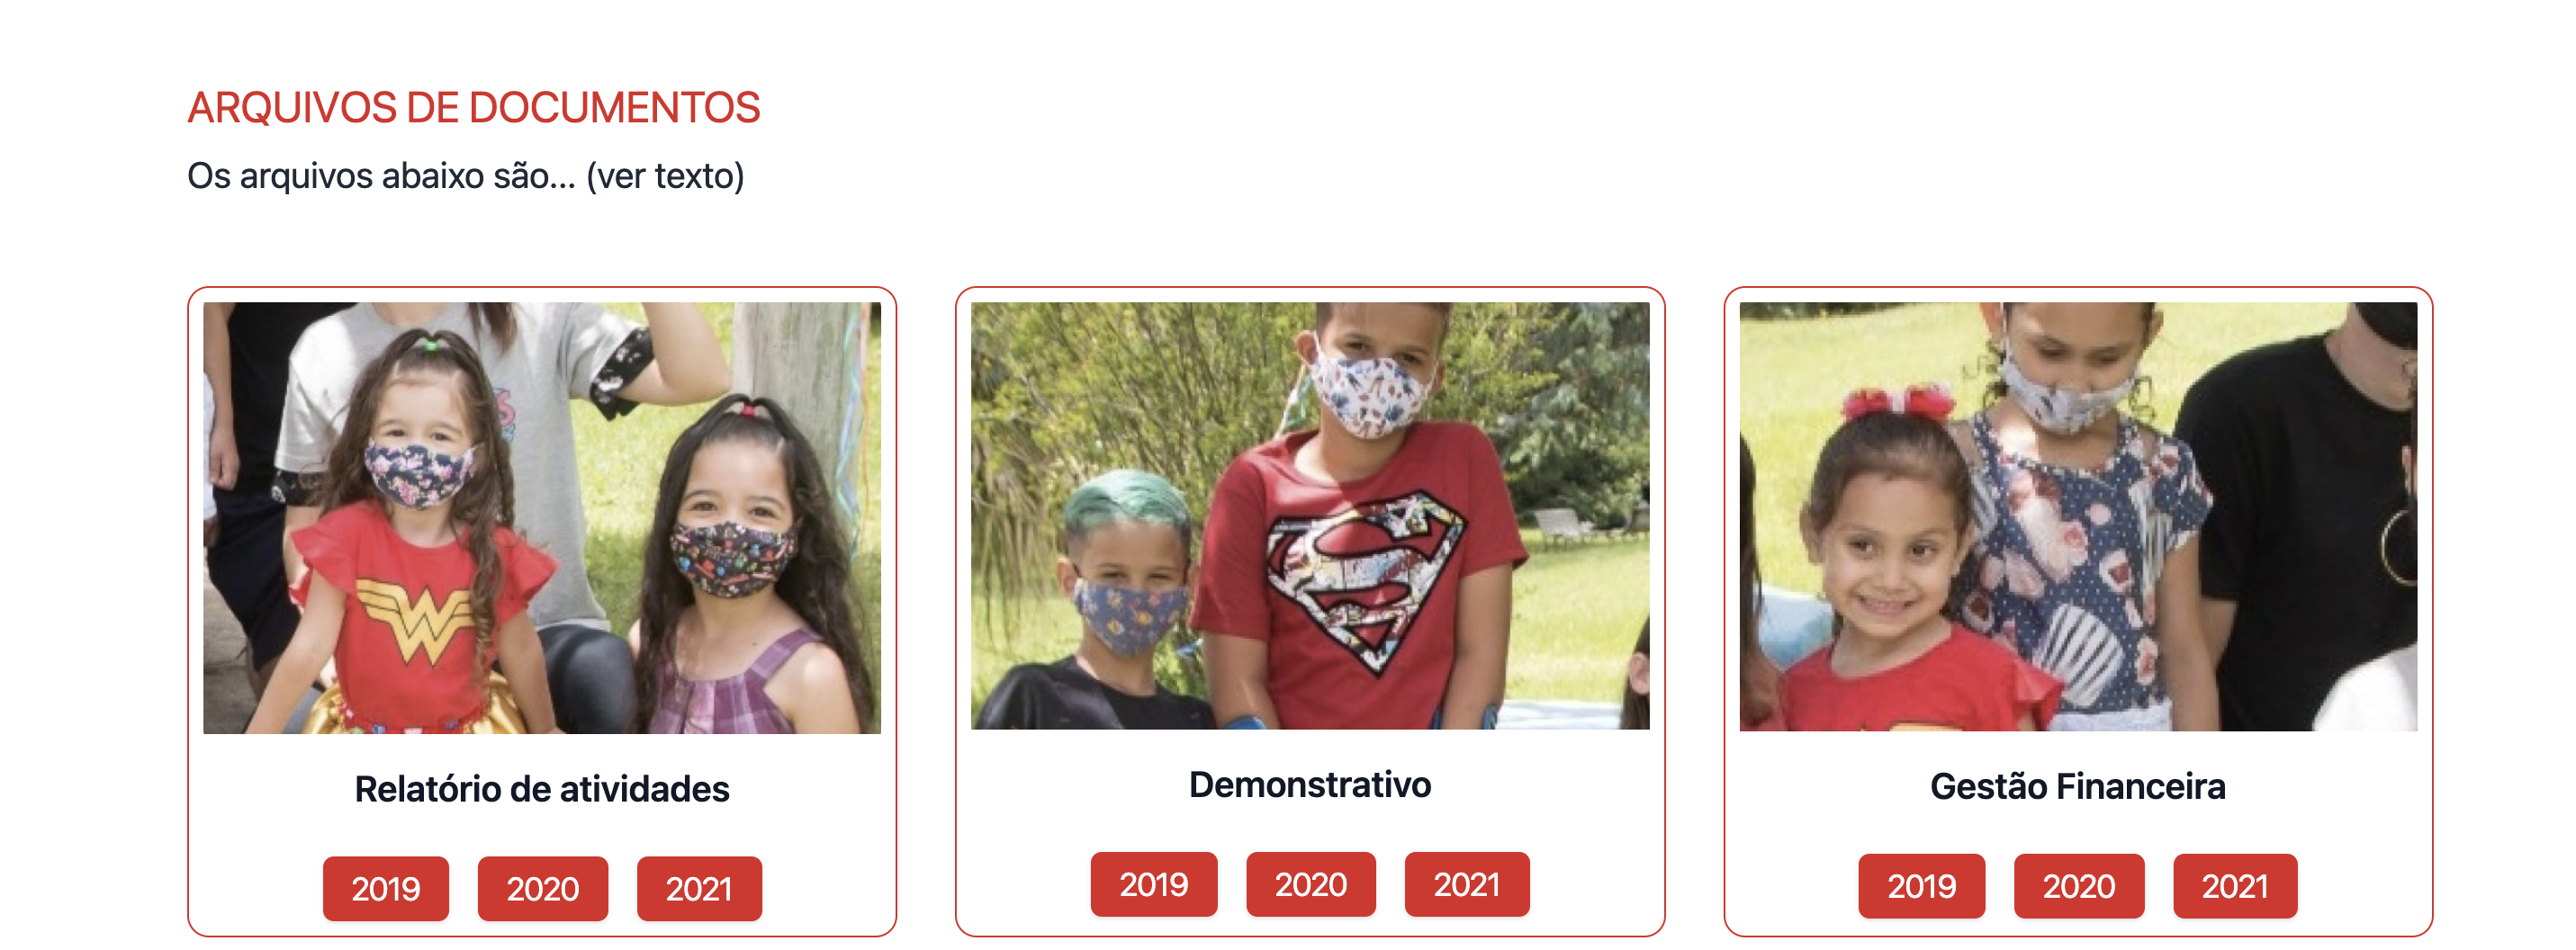 ARQUIVOS DE DOCUMENTOS
Os arquivos abaixo são... (ver texto)
Relatório de atividades
2019 2020 2021
Demonstrativo
2019 2020 2021
Gestão Financeira
2019 2020 2021